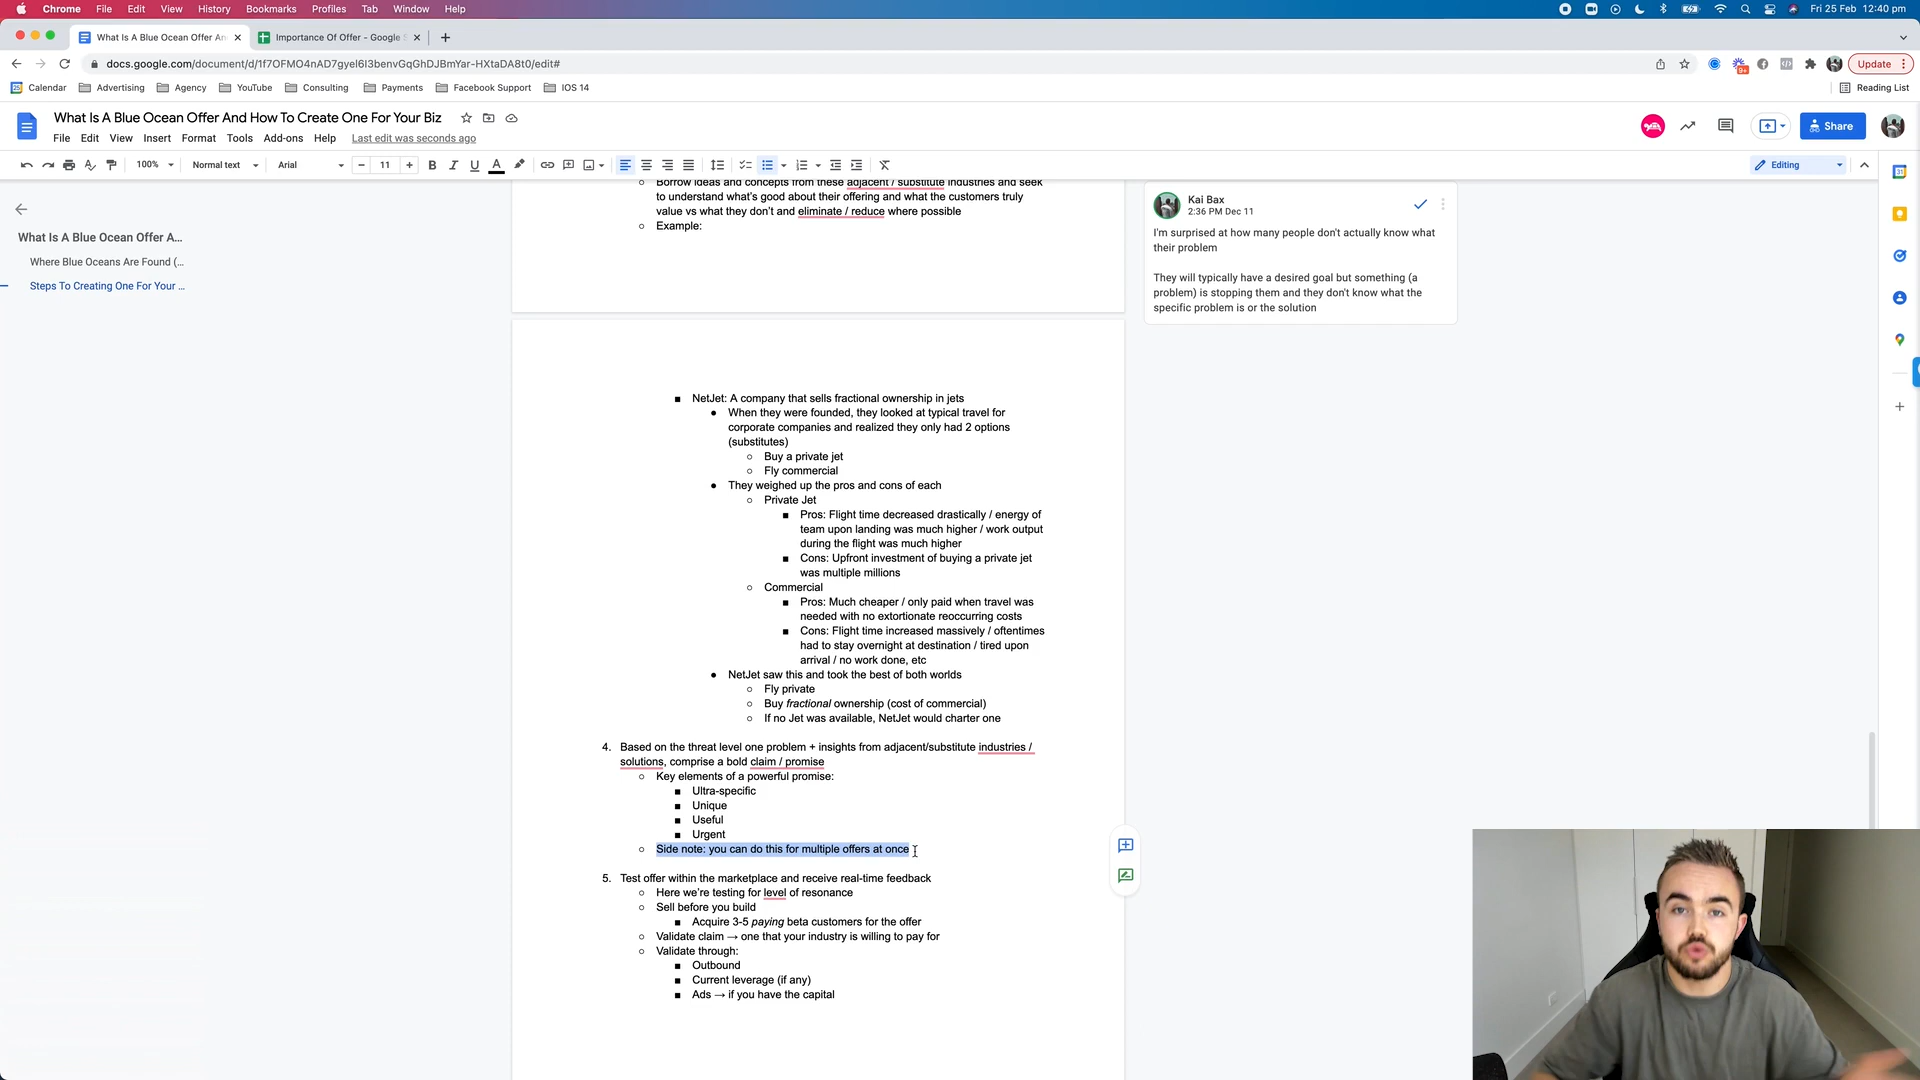 Chrome File Edit View History Bookmarks Profiles Tab Window Help
Fri 25 Feb 12:40 pm
What Is A Blue Ocean Offer An
Importance Of Offer - Google S
docs.google.com/document/d/1f7OFMO4nAD7gyel6I3benvGqGhDJBmYar-HXtaDA8t0/edit#
9+
Update
Calendar Advertising Agency YouTube Consulting Payments Facebook Support IOS 14
Reading List
What Is A Blue Ocean Offer And How To Create One For Your Biz
File Edit View Insert Format Tools Add-ons Help Last edit was seconds ago
Share
100% Normal text Arial 11 B I U A
Editing
31
What Is A Blue Ocean Offer A...
Where Blue Oceans Are Found (...
Steps To Creating One For Your ...
Borrow ideas and concepts from these adjacent / substitute industries and seek
to understand what's good about their offering and what the customers truly
value vs what they don't and eliminate / reduce where possible
Example:
NetJet: A company that sells fractional ownership in jets
When they were founded, they looked at typical travel for
corporate companies and realized they only had 2 options
(substitutes)
Buy a private jet
Fly commercial
They weighed up the pros and cons of each
Private Jet
Pros: Flight time decreased drastically / energy of
team upon landing was much higher / work output
during the flight was much higher
Cons: Upfront investment of buying a private jet
was multiple millions
Commercial
Pros: Much cheaper / only paid when travel was
needed with no extortionate reoccurring costs
Cons: Flight time increased massively / oftentimes
had to stay overnight at destination / tired upon
arrival / no work done, etc
NetJet saw this and took the best of both worlds
Fly private
Buy fractional ownership (cost of commercial)
If no Jet was available, NetJet would charter one
4. Based on the threat level one problem + insights from adjacent/substitute industries /
solutions, comprise a bold claim / promise
Key elements of a powerful promise:
Ultra-specific
Unique
Useful
Urgent
Side note: you can do this for multiple offers at once
5. Test offer within the marketplace and receive real-time feedback
Here we're testing for level of resonance
Sell before you build
Acquire 3-5 paying beta customers for the offer
Validate claim → one that your industry is willing to pay for
Validate through:
Outbound
Current leverage (if any)
Ads → if you have the capital
Kai Bax
2:36 PM Dec 11
I'm surprised at how many people don't actually know what
their problem
They will typically have a desired goal but something (a
problem) is stopping them and they don't know what the
specific problem is or the solution